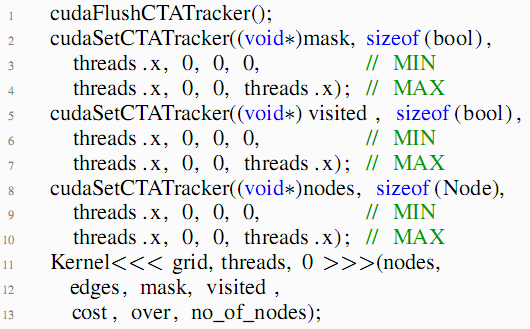 1 cudaFlushCTATracker();
2 cudaSetCTATracker((void*)mask, sizeof(bool),
3 threads.x, 0, 0, 0, // MIN
4 threads.x, 0, 0, threads.x); // MAX
5 cudaSetCTATracker((void*) visited , sizeof(bool),
6 threads.x, 0, 0, 0, // MIN
7 threads.x, 0, 0, threads.x); // MAX
8 cudaSetCTATracker((void*)nodes, sizeof(Node),
9 threads.x, 0, 0, 0, // MIN
10 threads.x, 0, 0, threads.x); // MAX
11 Kernel<<< grid, threads, 0 >>>(nodes,
12 edges, mask, visited ,
13 cost, over, no_of_nodes);